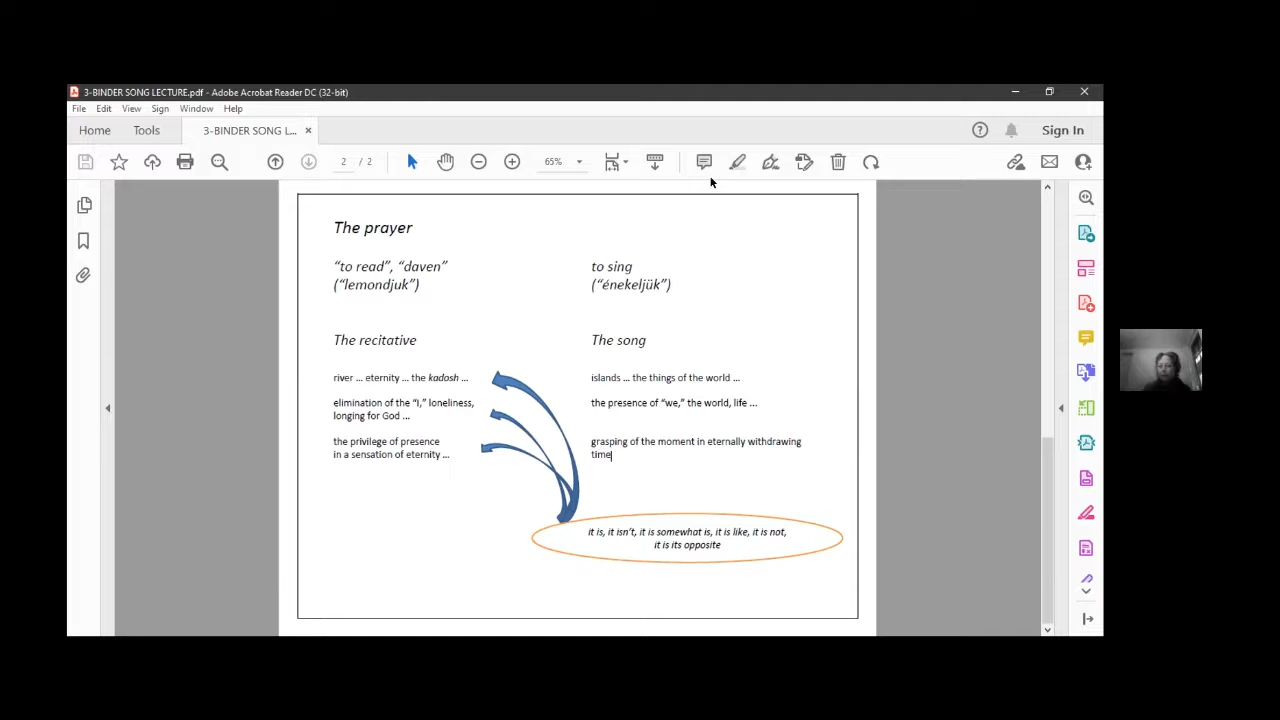 3-BINDER SONG LECTURE.pdf - Adobe Acrobat Reader DC (32-bit)
File Edit View Sign Window Help
Home Tools 3-BINDER SONG L... × Sign In
2 / 2 65%
The prayer
“to read”, “daven”
(“lemondjuk”)
to sing
(“énekeljük”)
The recitative
The song
river ... eternity ... the kadosh ...
islands ... the things of the world ...
elimination of the “I,” loneliness,
longing for God ...
the presence of “we,” the world, life ...
the privilege of presence
in a sensation of eternity ...
grasping of the moment in eternally withdrawing
time
it is, it isn’t, it is somewhat is, it is like, it is not,
it is its opposite